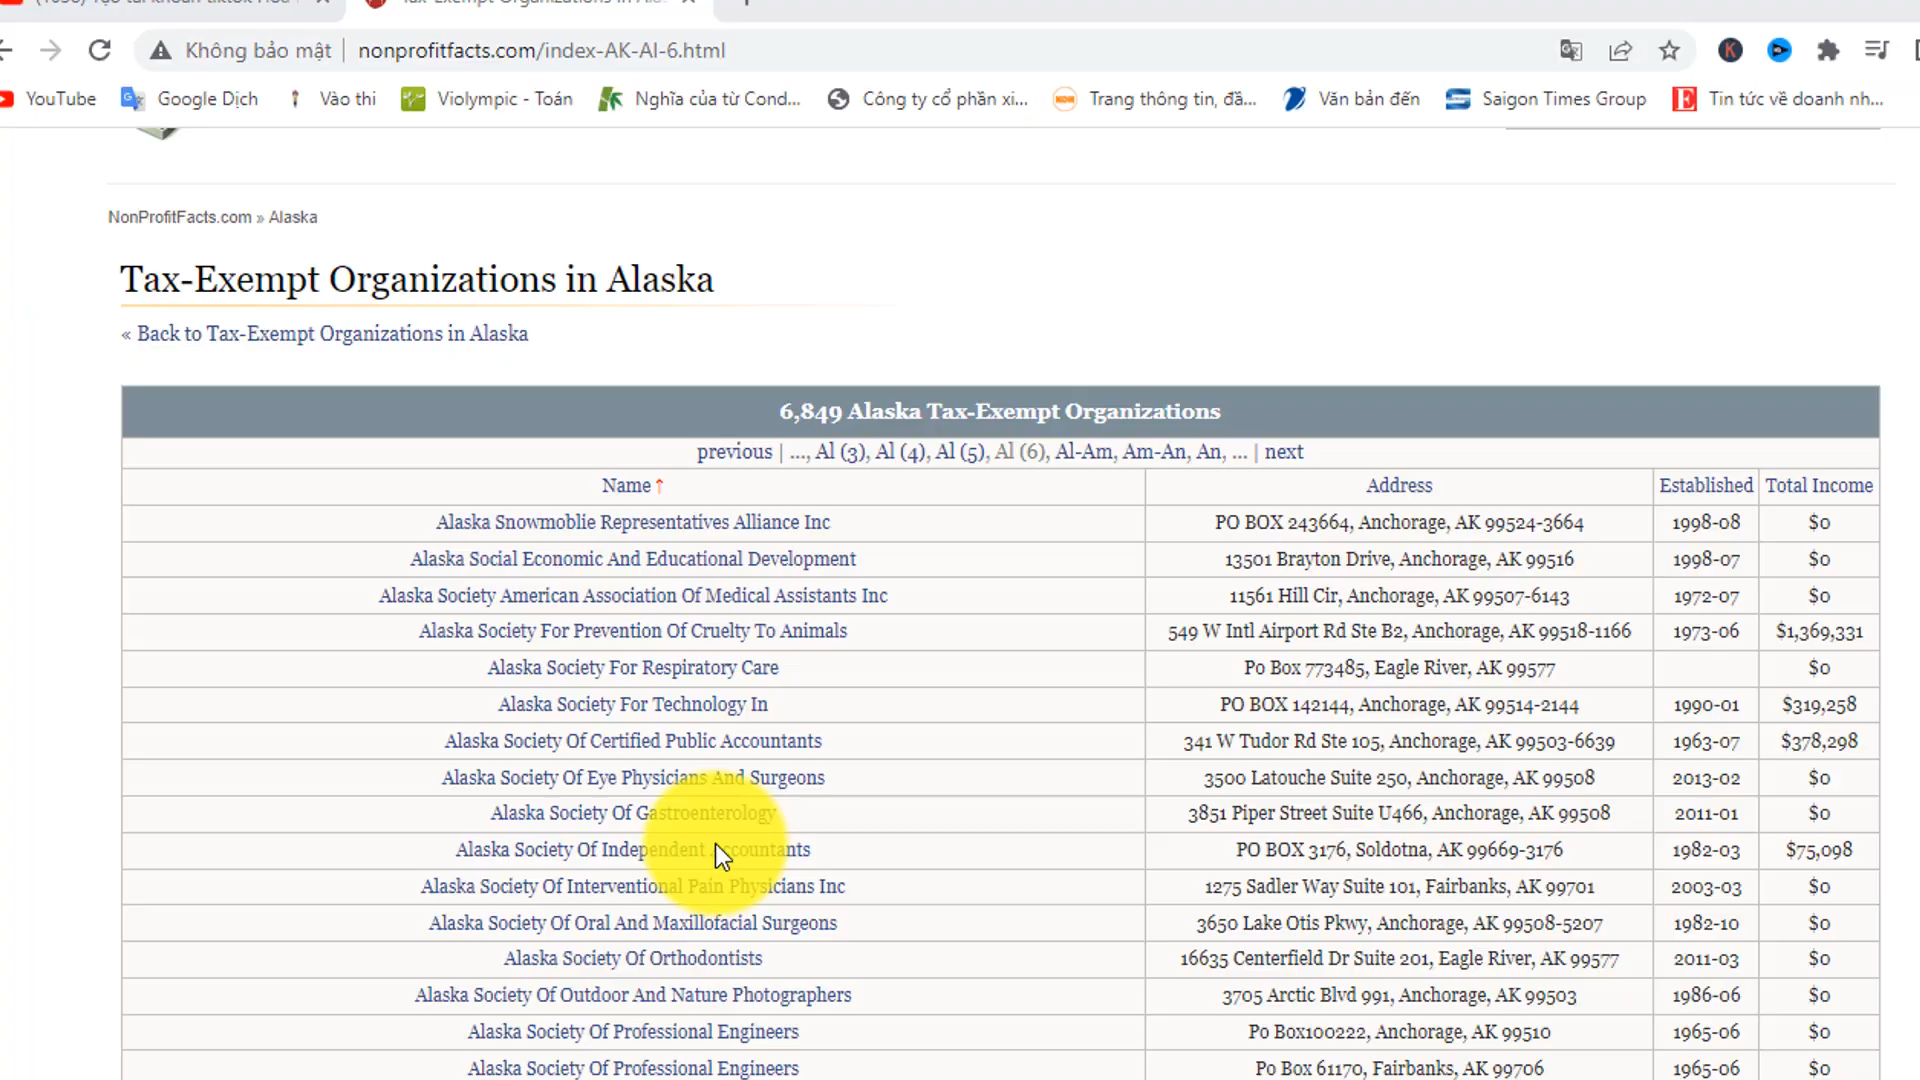 Không bảo mật | nonprofitfacts.com/index-AK-Al-6.html
YouTube Google Dịch Vào thi Violympic - Toán Nghĩa của từ Cond... Công ty cổ phần xi... Trang thông tin, đầ... Văn bản đến Saigon Times Group Tin tức về doanh nh...
NonProfitFacts.com » Alaska
Tax-Exempt Organizations in Alaska
« Back to Tax-Exempt Organizations in Alaska
6,849 Alaska Tax-Exempt Organizations
previous | ..., Al (3), Al (4), Al (5), Al (6), Al-Am, Am-An, An, ... | next
Name ↑ Address Established Total Income
Alaska Snowmoblie Representatives Alliance Inc PO BOX 243664, Anchorage, AK 99524-3664 1998-08 $0
Alaska Social Economic And Educational Development 13501 Brayton Drive, Anchorage, AK 99516 1998-07 $0
Alaska Society American Association Of Medical Assistants Inc 11561 Hill Cir, Anchorage, AK 99507-6143 1972-07 $0
Alaska Society For Prevention Of Cruelty To Animals 549 W Intl Airport Rd Ste B2, Anchorage, AK 99518-1166 1973-06 $1,369,331
Alaska Society For Respiratory Care Po Box 773485, Eagle River, AK 99577 $0
Alaska Society For Technology In PO BOX 142144, Anchorage, AK 99514-2144 1990-01 $319,258
Alaska Society Of Certified Public Accountants 341 W Tudor Rd Ste 105, Anchorage, AK 99503-6639 1963-07 $378,298
Alaska Society Of Eye Physicians And Surgeons 3500 Latouche Suite 250, Anchorage, AK 99508 2013-02 $0
Alaska Society Of Gastroenterology 3851 Piper Street Suite U466, Anchorage, AK 99508 2011-01 $0
Alaska Society Of Independent Accountants PO BOX 3176, Soldotna, AK 99669-3176 1982-03 $75,098
Alaska Society Of Interventional Pain Physicians Inc 1275 Sadler Way Suite 101, Fairbanks, AK 99701 2003-03 $0
Alaska Society Of Oral And Maxillofacial Surgeons 3650 Lake Otis Pkwy, Anchorage, AK 99508-5207 1982-10 $0
Alaska Society Of Orthodontists 16635 Centerfield Dr Suite 201, Eagle River, AK 99577 2011-03 $0
Alaska Society Of Outdoor And Nature Photographers 3705 Arctic Blvd 991, Anchorage, AK 99503 1986-06 $0
Alaska Society Of Professional Engineers Po Box100222, Anchorage, AK 99510 1965-06 $0
Alaska Society Of Professional Engineers Po Box 61170, Fairbanks, AK 99706 1965-06 $0